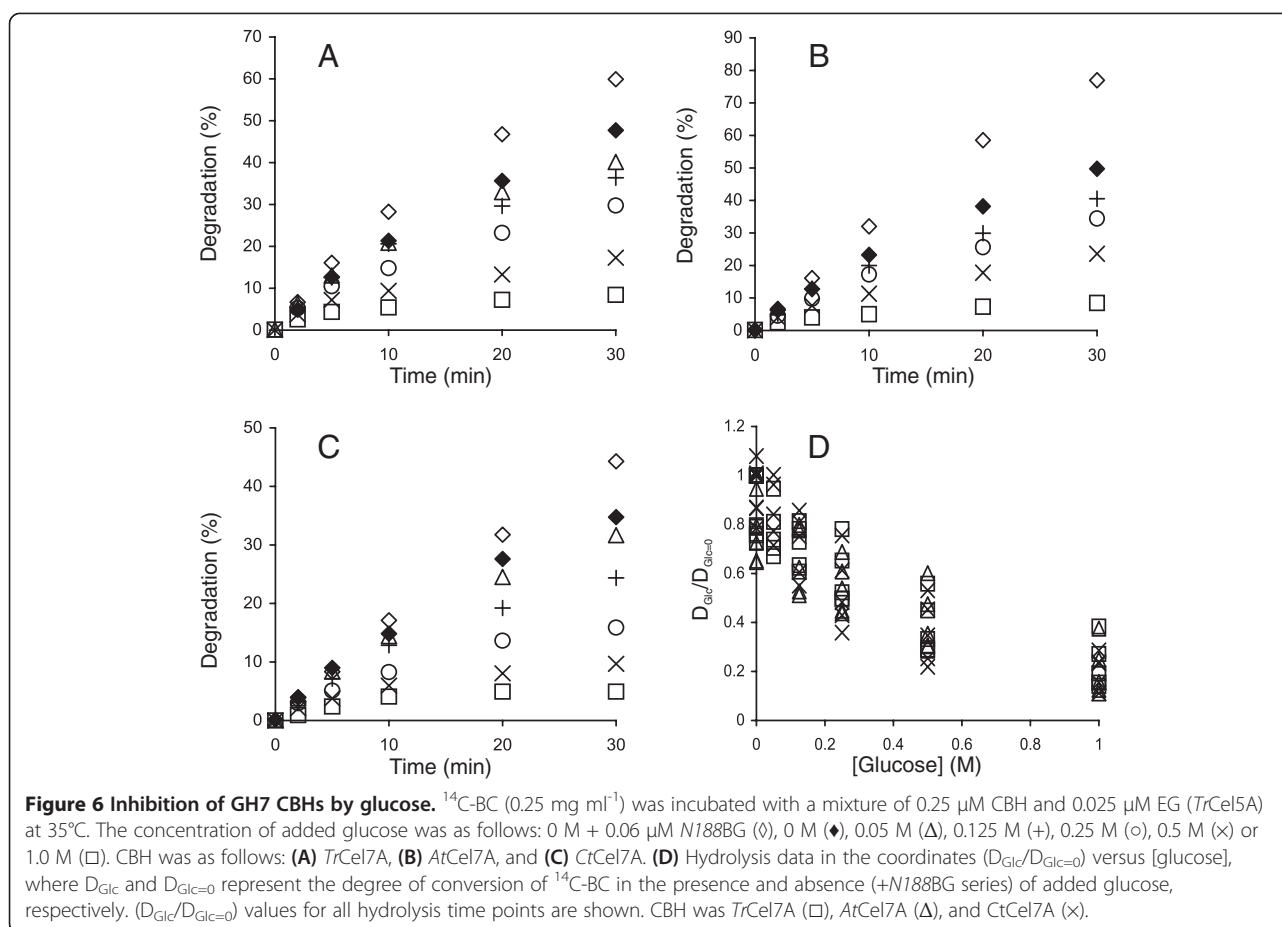 A
Degradation (%)
70
60
50
40
30
20
10
0
0 10 20 30
Time (min)
B
Degradation (%)
90
80
70
60
50
40
30
20
10
0
0 10 20 30
Time (min)
C
Degradation (%)
50
40
30
20
10
0
0 10 20 30
Time (min)
D
D_Glc/D_Glc=0
1.2
1
0.8
0.6
0.4
0.2
0
0 0.2 0.4 0.6 0.8 1
[Glucose] (M)
Figure 6 Inhibition of GH7 CBHs by glucose. ¹⁴C-BC (0.25 mg ml⁻¹) was incubated with a mixture of 0.25 μM CBH and 0.025 μM EG (TrCel5A)
at 35°C. The concentration of added glucose was as follows: 0 M + 0.06 μM N188BG (◊), 0 M (♦), 0.05 M (Δ), 0.125 M (+), 0.25 M (○), 0.5 M (×) or
1.0 M (□). CBH was as follows: (A) TrCel7A, (B) AtCel7A, and (C) CtCel7A. (D) Hydrolysis data in the coordinates (D_Glc/D_Glc=0) versus [glucose],
where D_Glc and D_Glc=0 represent the degree of conversion of ¹⁴C-BC in the presence and absence (+N188BG series) of added glucose,
respectively. (D_Glc/D_Glc=0) values for all hydrolysis time points are shown. CBH was TrCel7A (□), AtCel7A (Δ), and CtCel7A (×).